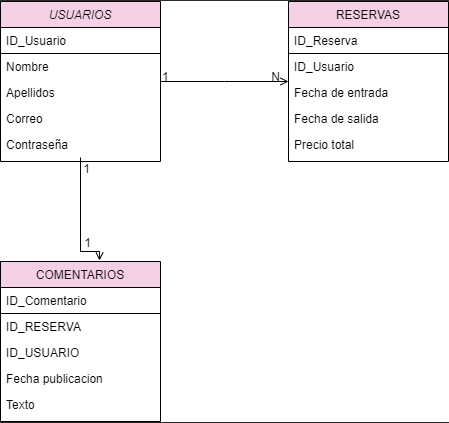 USUARIOS
ID_Usuario
Nombre
Apellidos
Correo
Contraseña
1
N
RESERVAS
ID_Reserva
ID_Usuario
Fecha de entrada
Fecha de salida
Precio total
1
1
COMENTARIOS
ID_Comentario
ID_RESERVA
ID_USUARIO
Fecha publicacion
Texto